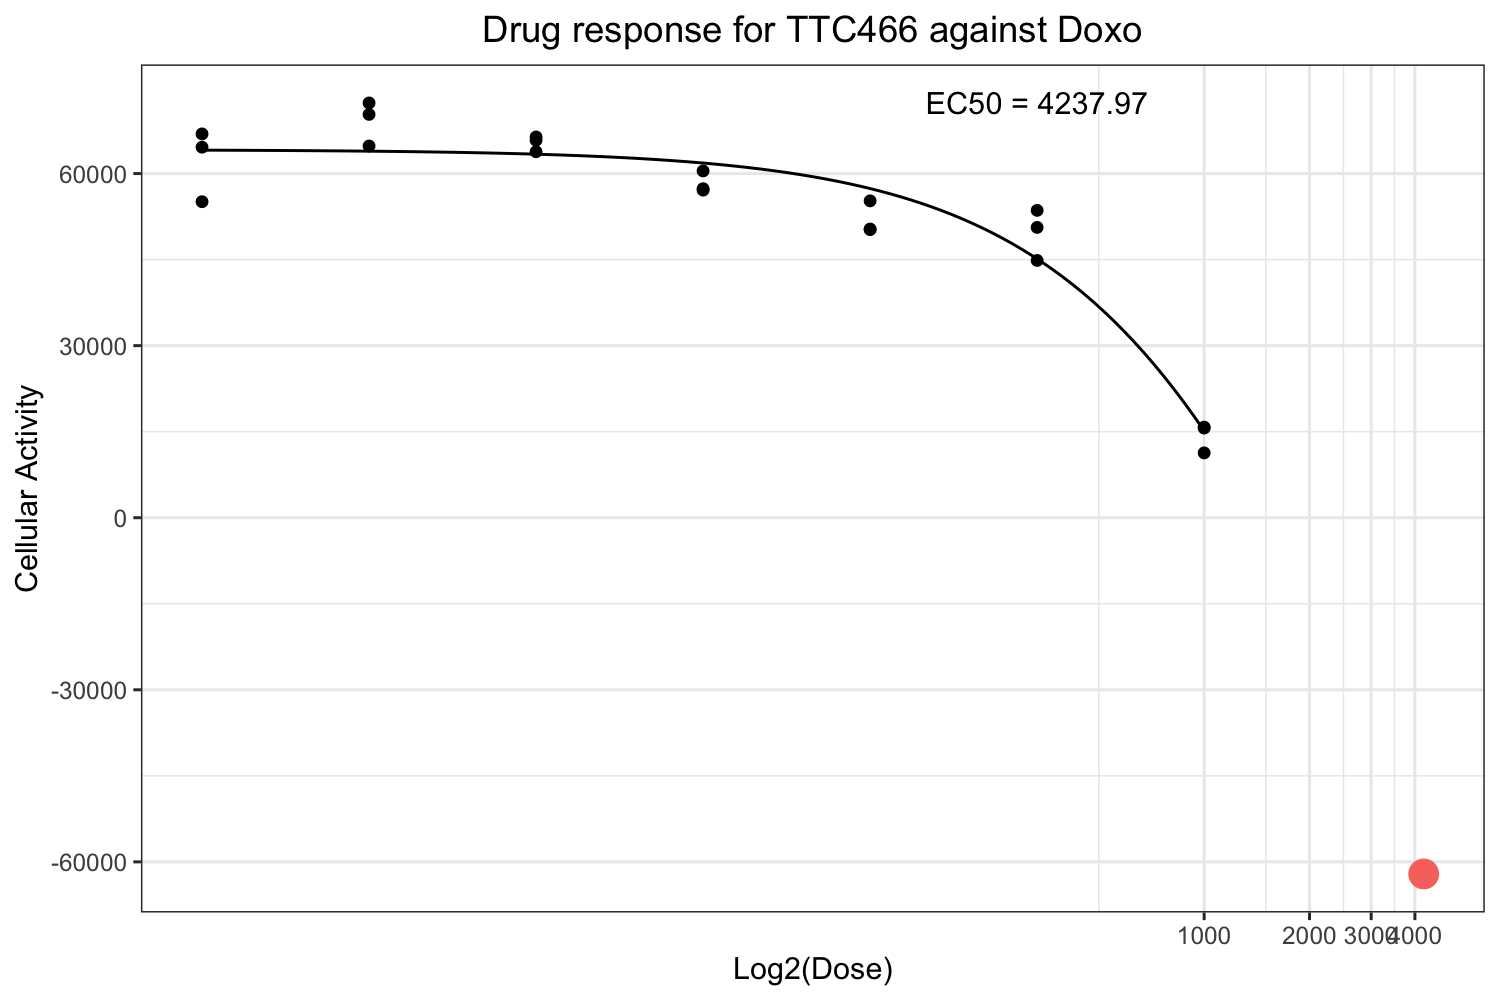 Drug response for TTC466 against Doxo
EC50 = 4237.97
60000
30000
0
-30000
-60000
Cellular Activity
1000 2000 3000 4000
Log2(Dose)